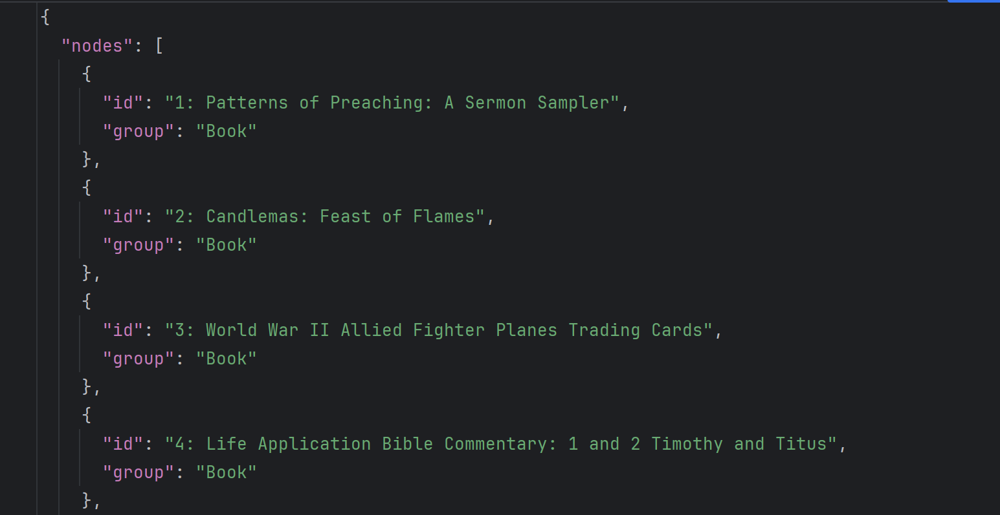 {
"nodes": [
{
"id": "1: Patterns of Preaching: A Sermon Sampler",
"group": "Book"
},
{
"id": "2: Candlemas: Feast of Flames",
"group": "Book"
},
{
"id": "3: World War II Allied Fighter Planes Trading Cards",
"group": "Book"
},
{
"id": "4: Life Application Bible Commentary: 1 and 2 Timothy and Titus",
"group": "Book"
},